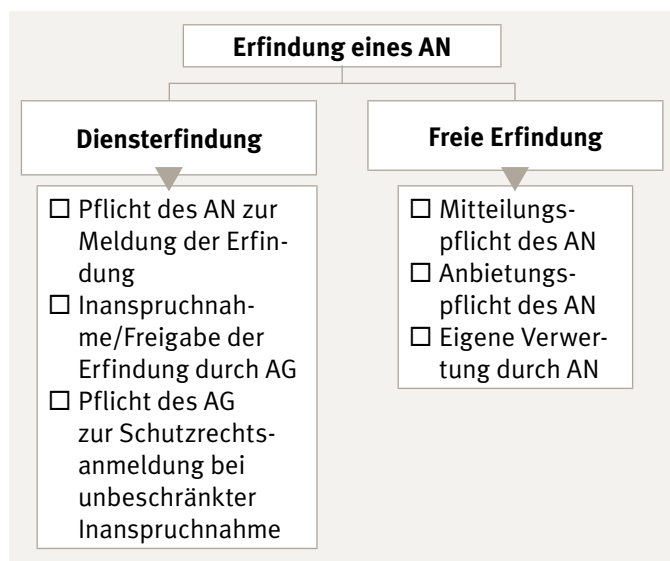 Erfindung eines AN
Diensterfindung
☐ Pflicht des AN zur
Meldung der Erfin-
dung
☐ Inanspruchnah-
me/Freigabe der
Erfindung durch AG
☐ Pflicht des AG
zur Schutzrechts-
anmeldung bei
unbeschränkter
Inanspruchnahme
Freie Erfindung
☐ Mitteilungs-
pflicht des AN
☐ Anbietungs-
pflicht des AN
☐ Eigene Verwer-
tung durch AN